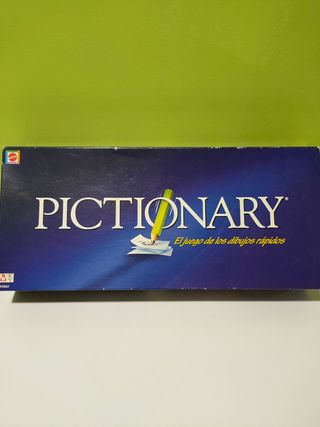 PICTIONARY®
El juego de los dibujos rápidos